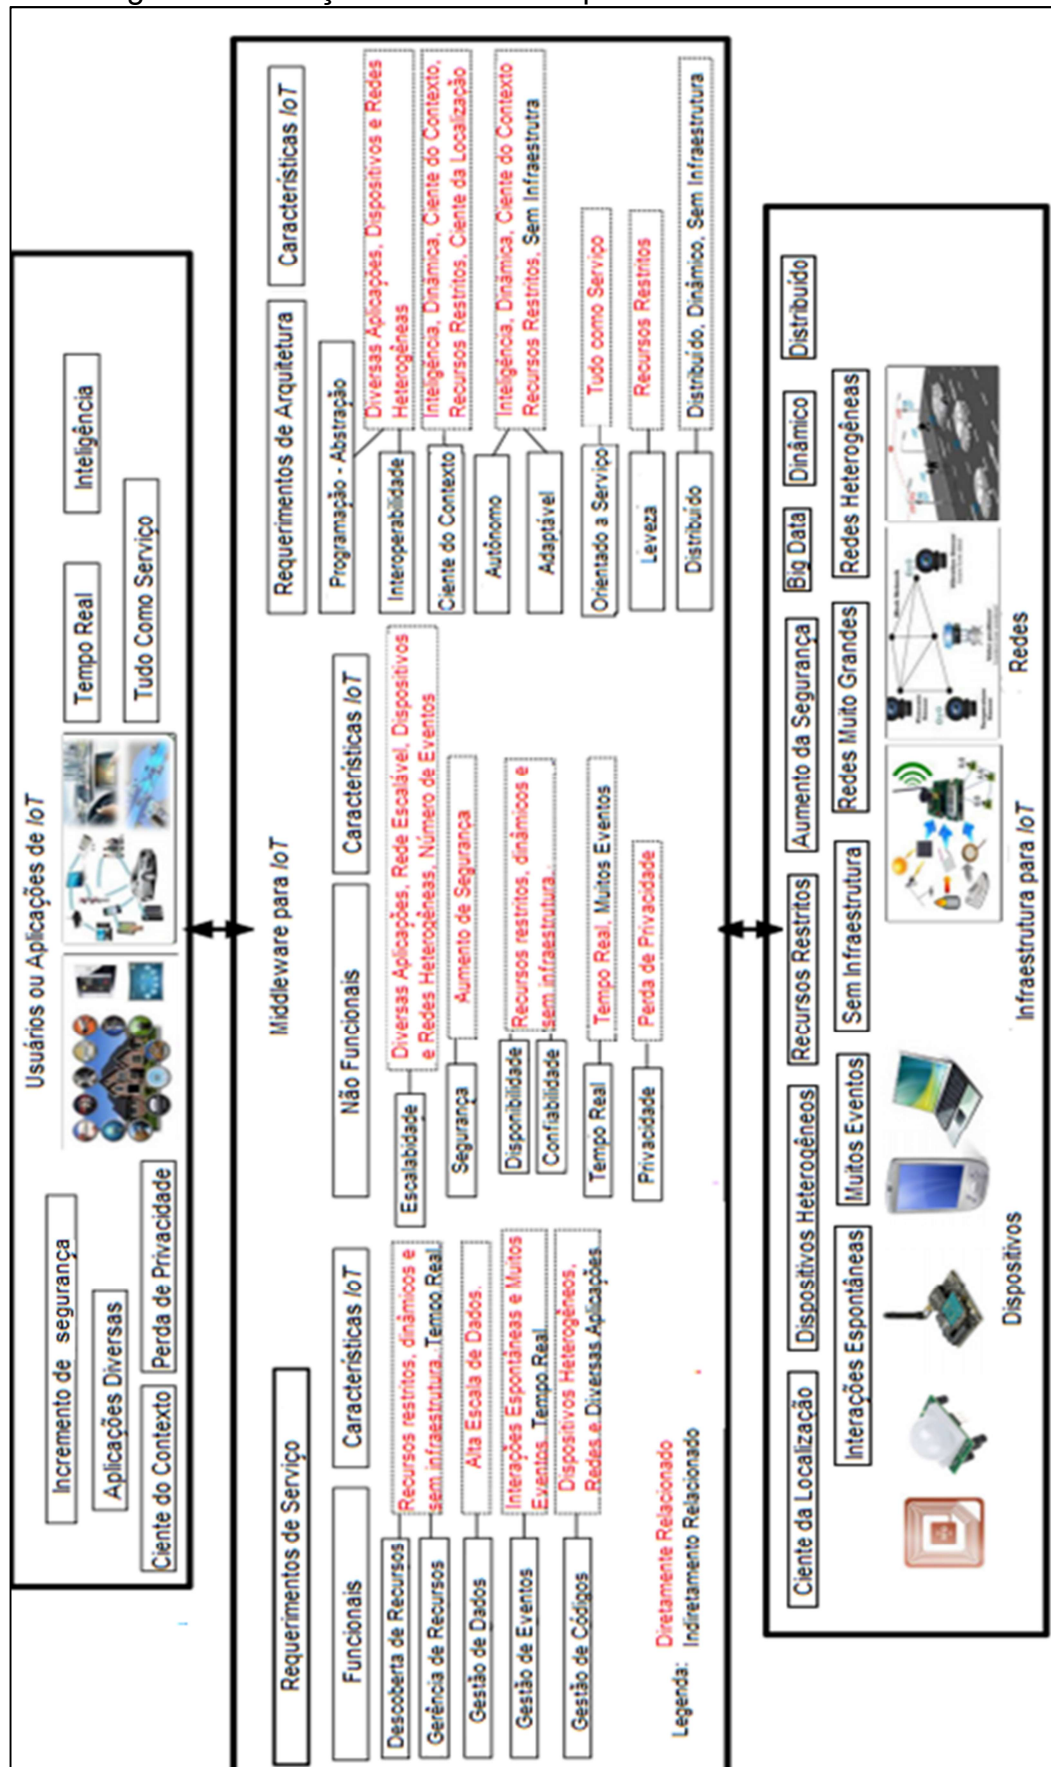 Usuários ou Aplicações de IoT
Incremento de segurança
Tempo Real
Inteligência
Aplicações Diversas
Tudo Como Serviço
Ciente do Contexto
Perda de Privacidade
Middleware para IoT
Requerimentos de Serviço
Funcionais
Características IoT
Descoberta de Recursos
Gerência de Recursos
Recursos restritos, dinâmicos e
sem infraestrutura. Tempo Real
Gestão de Dados
Alta Escala de Dados.
Gestão de Eventos
Interações Espontâneas e Muitos
Eventos. Tempo Real
Gestão de Códigos
Dispositivos Heterogêneos,
Redes e Diversas Aplicações
Legenda:
Diretamente Relacionado
Indiretamento Relacionado
Não Funcionais
Características IoT
Escalabidade
Diversas Aplicações, Rede Escalável, Dispositivos
e Redes Heterogêneas, Número de Eventos
Segurança
Aumento de Segurança
Disponibilidade
Confiabilidade
Recursos restritos, dinâmicos e
sem infraestrutura.
Tempo Real
Tempo Real, Muitos Eventos
Privacidade
Perda de Privacidade
Requerimentos de Arquitetura
Características IoT
Programação - Abstração
Interoperabilidade
Diversas Aplicações, Dispositivos e Redes
Heterogêneas
Ciente do Contexto
Inteligência, Dinâmica, Ciente do Contexto,
Recursos Restritos, Ciente da Localização
Autônomo
Adaptável
Inteligência, Dinâmica, Ciente do Contexto
Recursos Restritos, Sem Infraestrutra
Orientado a Serviço
Tudo como Serviço
Leveza
Recursos Restritos
Distribuído
Distribuído, Dinâmico, Sem Infraestrutura
Ciente da Localização
Dispositivos Heterogêneos
Recursos Restritos
Aumento da Segurança
Big Data
Dinâmico
Distribuído
Interações Espontâneas
Muitos Eventos
Sem Infraestrutura
Redes Muito Grandes
Redes Heterogêneas
Dispositivos
Redes
Infraestrutura para IoT